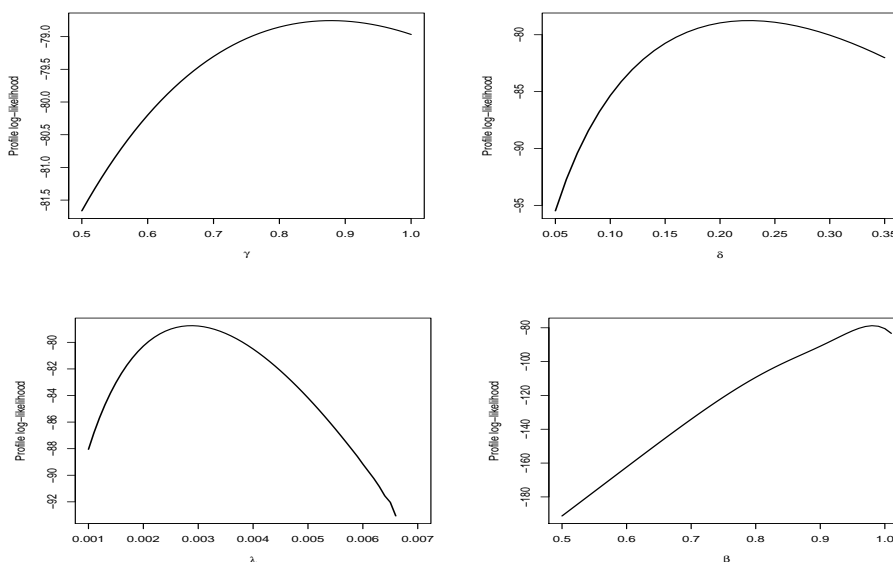 Profile log−likelihood
−79.0
−79.5
−80.0
−80.5
−81.0
−81.5
0.5 0.6 0.7 0.8 0.9 1.0
γ
Profile log−likelihood
−80
−85
−90
−95
0.05 0.10 0.15 0.20 0.25 0.30 0.35
δ
Profile log−likelihood
−80
−82
−84
−86
−88
−90
−92
0.001 0.002 0.003 0.004 0.005 0.006 0.007
λ
Profile log−likelihood
−80
−100
−120
−140
−160
−180
0.5 0.6 0.7 0.8 0.9 1.0
β